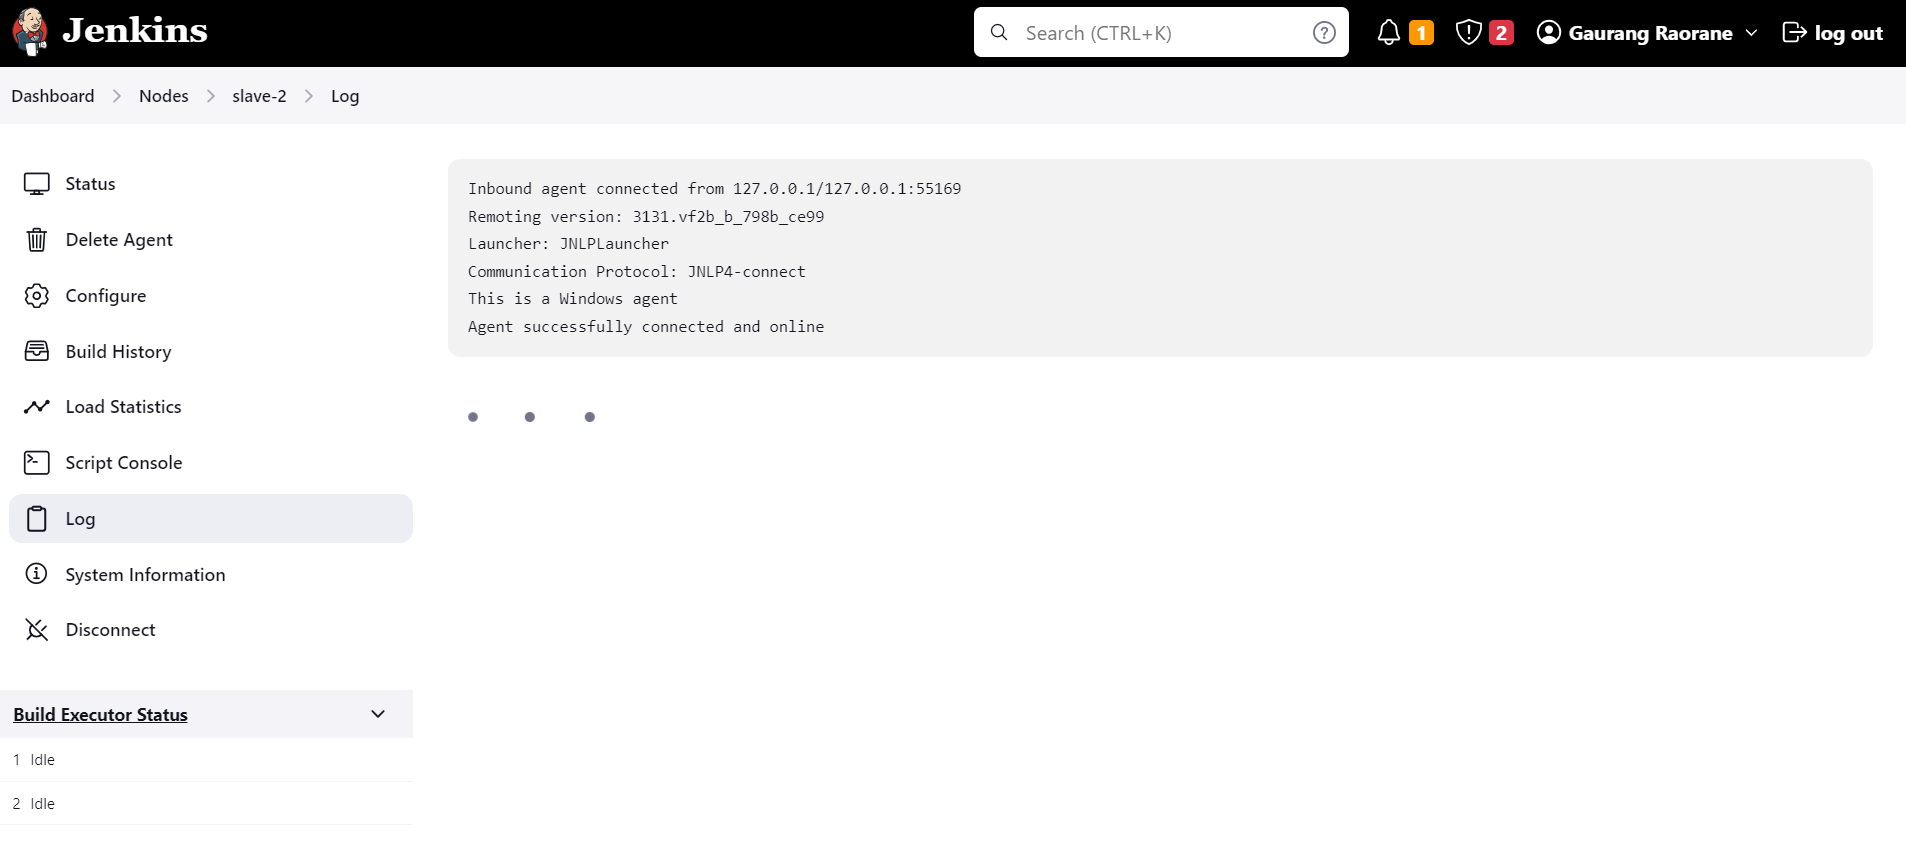 Jenkins
Search (CTRL+K)
?
1
2
Gaurang Raorane
log out
Dashboard
Nodes
slave-2
Log
Status
Delete Agent
Configure
Build History
Load Statistics
Script Console
Log
System Information
Disconnect
Build Executor Status
1 Idle
2 Idle
Inbound agent connected from 127.0.0.1/127.0.0.1:55169
Remoting version: 3131.vf2b_b_798b_ce99
Launcher: JNLPLauncher
Communication Protocol: JNLP4-connect
This is a Windows agent
Agent successfully connected and online